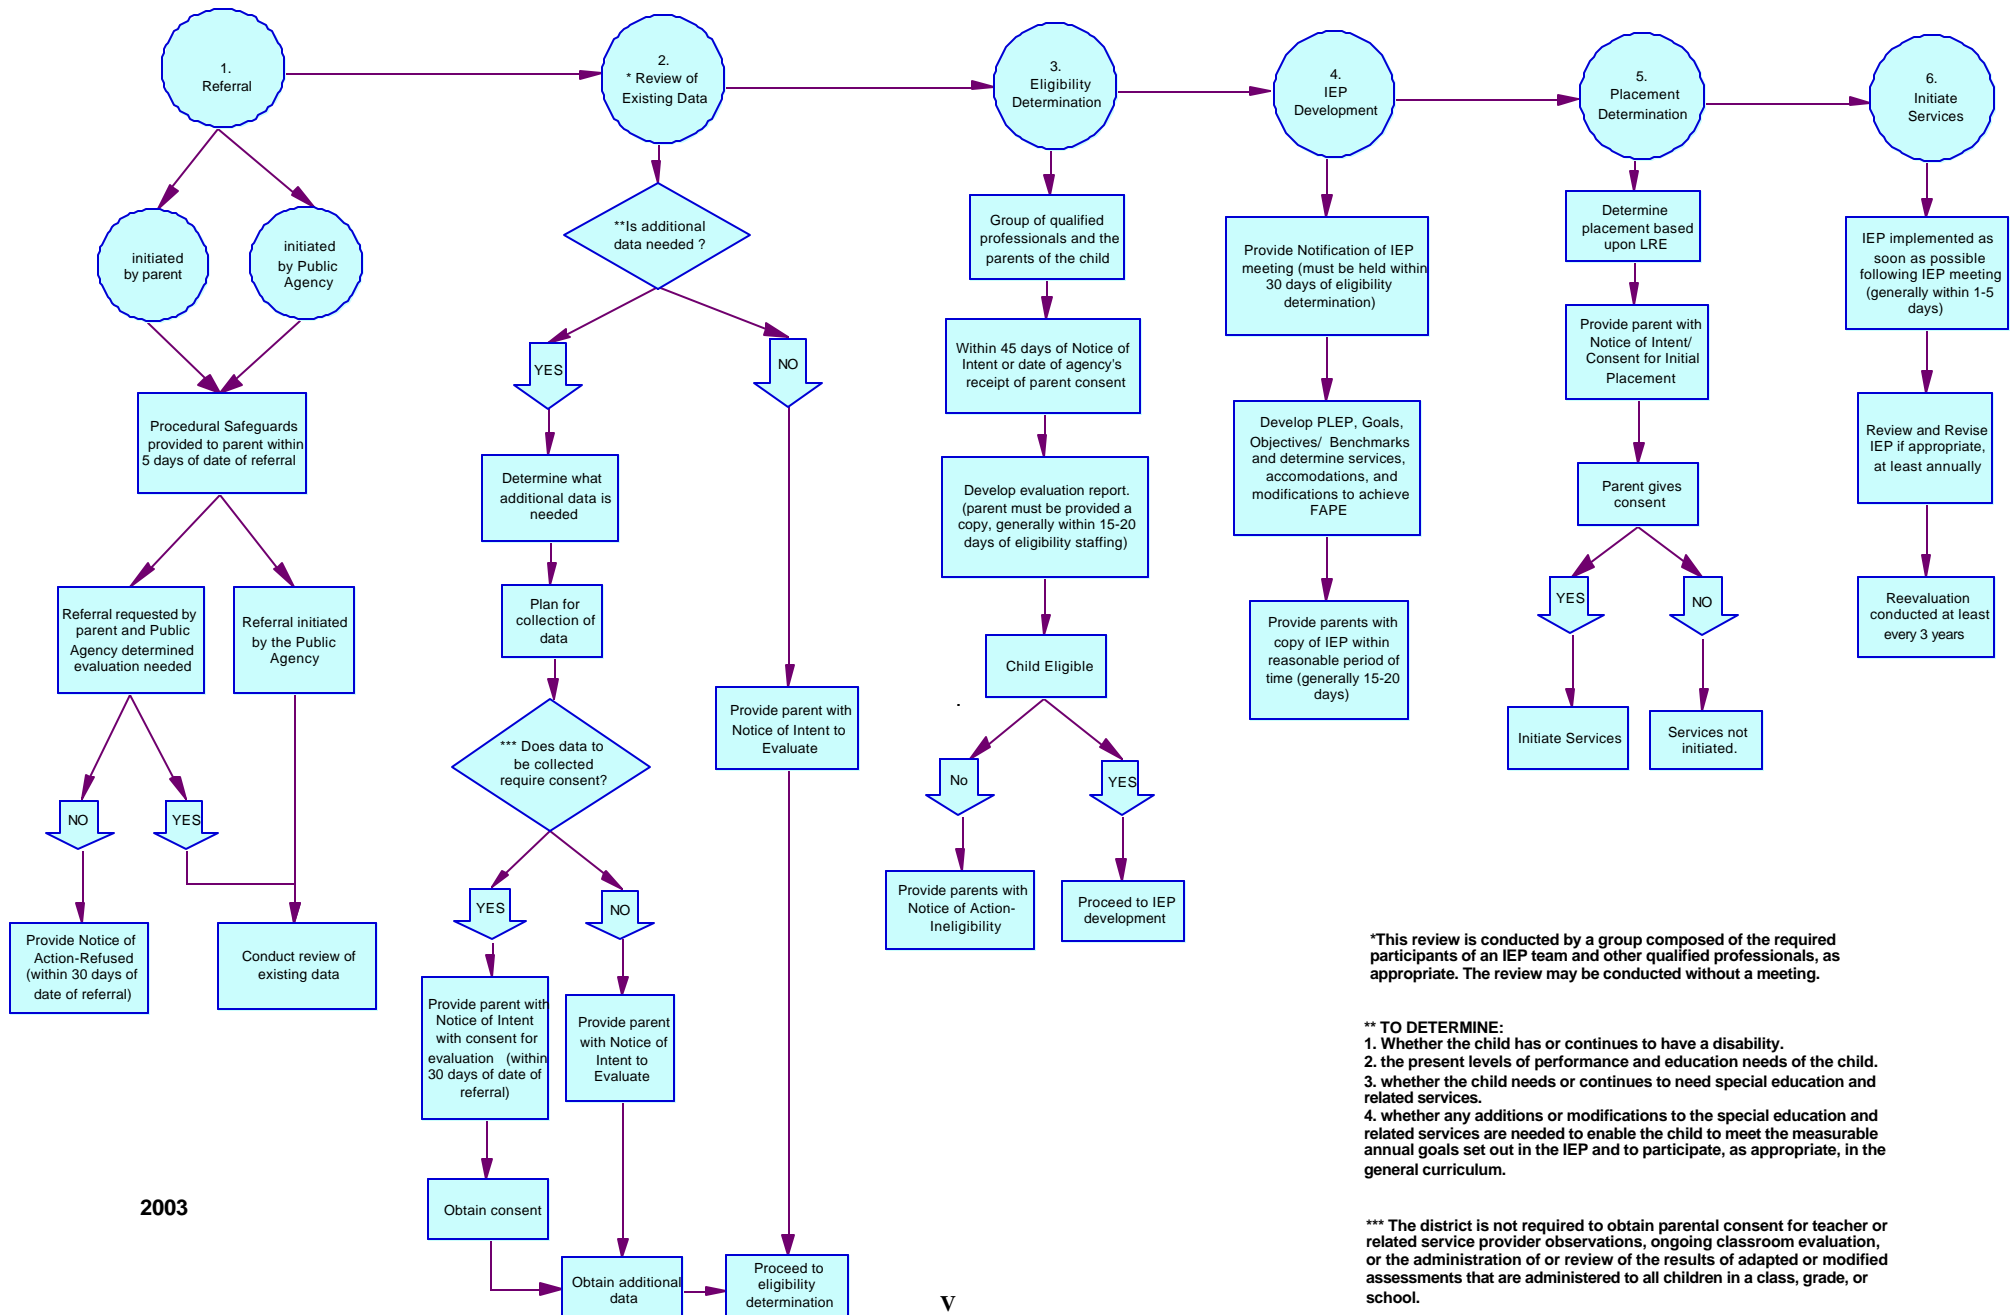 1.
Referral
2.
* Review of
Existing Data
3.
Eligibility
Determination
4.
IEP
Development
5.
Placement
Determination
6.
Initiate
Services
initiated
by parent
initiated
by Public
Agency
Procedural Safeguards
provided to parent within
5 days of date of referral
Referral requested by
parent and Public
Agency determined
evaluation needed
Referral initiated
by the Public
Agency
NO
YES
Provide Notice of
Action-Refused
(within 30 days of
date of referral)
Conduct review of
existing data
**Is additional
data needed ?
YES
NO
Determine what
additional data is
needed
Plan for
collection of
data
*** Does data to
be collected
require consent?
YES
NO
Provide parent with
Notice of Intent
with consent for
evaluation (within
30 days of date of
referral)
Provide parent
with Notice of
Intent to
Evaluate
Obtain consent
Obtain additional
data
Provide parent with
Notice of Intent to
Evaluate
Proceed to
eligibility
determination
Group of qualified
professionals and the
parents of the child
Within 45 days of Notice of
Intent or date of agency's
receipt of parent consent
Develop evaluation report.
(parent must be provided a
copy, generally within 15-20
days of eligibility staffing)
Child Eligible
No
YES
Provide parents with
Notice of Action-
Ineligibility
Proceed to IEP
development
Provide Notification of IEP
meeting (must be held within
30 days of eligibility
determination)
Develop PLEP, Goals,
Objectives/ Benchmarks
and determine services,
accomodations, and
modifications to achieve
FAPE
Provide parents with
copy of IEP within
reasonable period of
time (generally 15-20
days)
Determine
placement based
upon LRE
Provide parent with
Notice of Intent/
Consent for Initial
Placement
Parent gives
consent
YES
NO
Initiate Services
Services not
initiated.
IEP implemented as
soon as possible
following IEP meeting
(generally within 1-5
days)
Review and Revise
IEP if appropriate,
at least annually
Reevaluation
conducted at least
every 3 years
*This review is conducted by a group composed of the required
participants of an IEP team and other qualified professionals, as
appropriate. The review may be conducted without a meeting.
** TO DETERMINE:
1. Whether the child has or continues to have a disability.
2. the present levels of performance and education needs of the child.
3. whether the child needs or continues to need special education and
related services.
4. whether any additions or modifications to the special education and
related services are needed to enable the child to meet the measurable
annual goals set out in the IEP and to participate, as appropriate, in the
general curriculum.
*** The district is not required to obtain parental consent for teacher or
related service provider observations, ongoing classroom evaluation,
or the administration of or review of the results of adapted or modified
assessments that are administered to all children in a class, grade, or
school.
2003
V